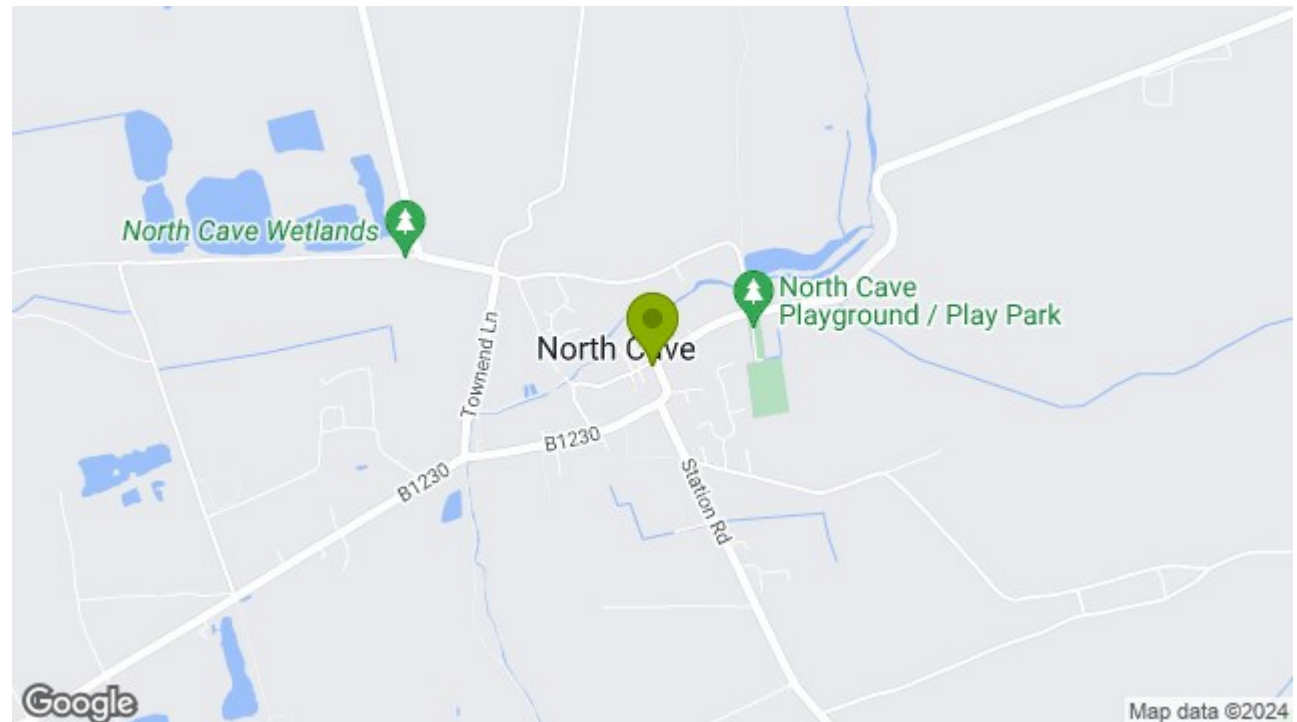 North Cave Wetlands
North Cave
Playground / Play Park
Townend Ln
North Cave
B1230
B1230
Station Rd
Google
Map data ©2024